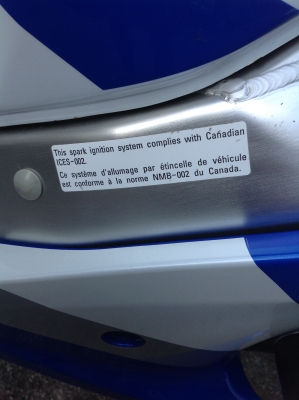 This spark ignition system complies with Canadian
ICES-002.
Ce système d'allumage par étincelle de véhicule
est conforme à la norme NMB-002 du Canada.